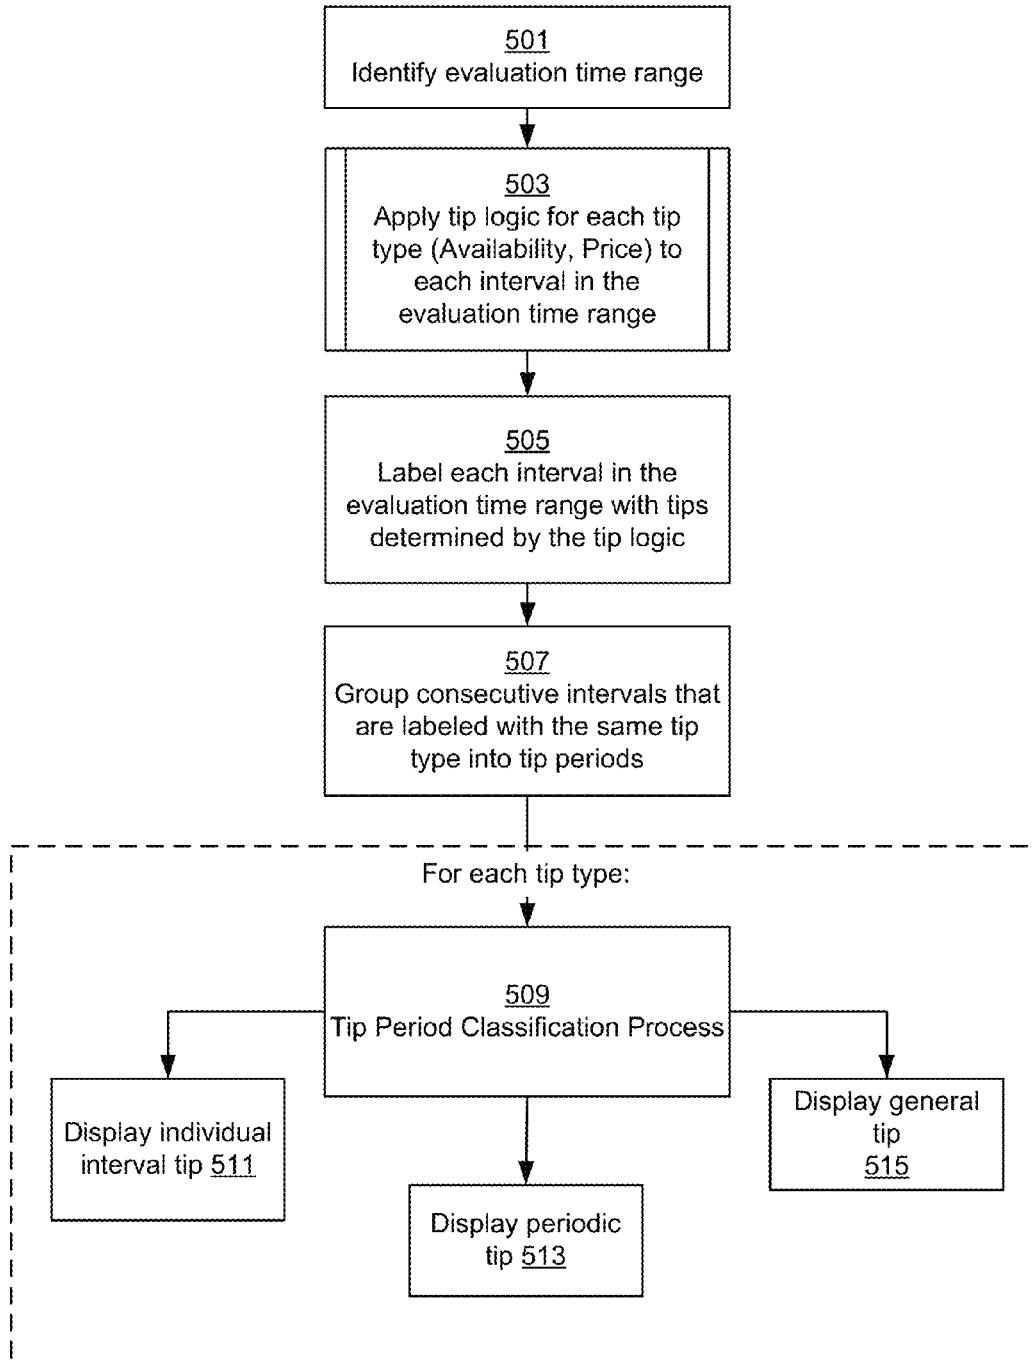 501
Identify evaluation time range
503
Apply tip logic for each tip
type (Availability, Price) to
each interval in the
evaluation time range
505
Label each interval in the
evaluation time range with tips
determined by the tip logic
507
Group consecutive intervals that
are labeled with the same tip
type into tip periods
For each tip type:
509
Tip Period Classification Process
Display individual
interval tip 511
Display periodic
tip 513
Display general
tip
515